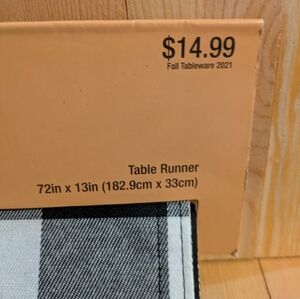 $14.99
Fall Tableware 2021
Table Runner
72in x 13in (182.9cm x 33cm)